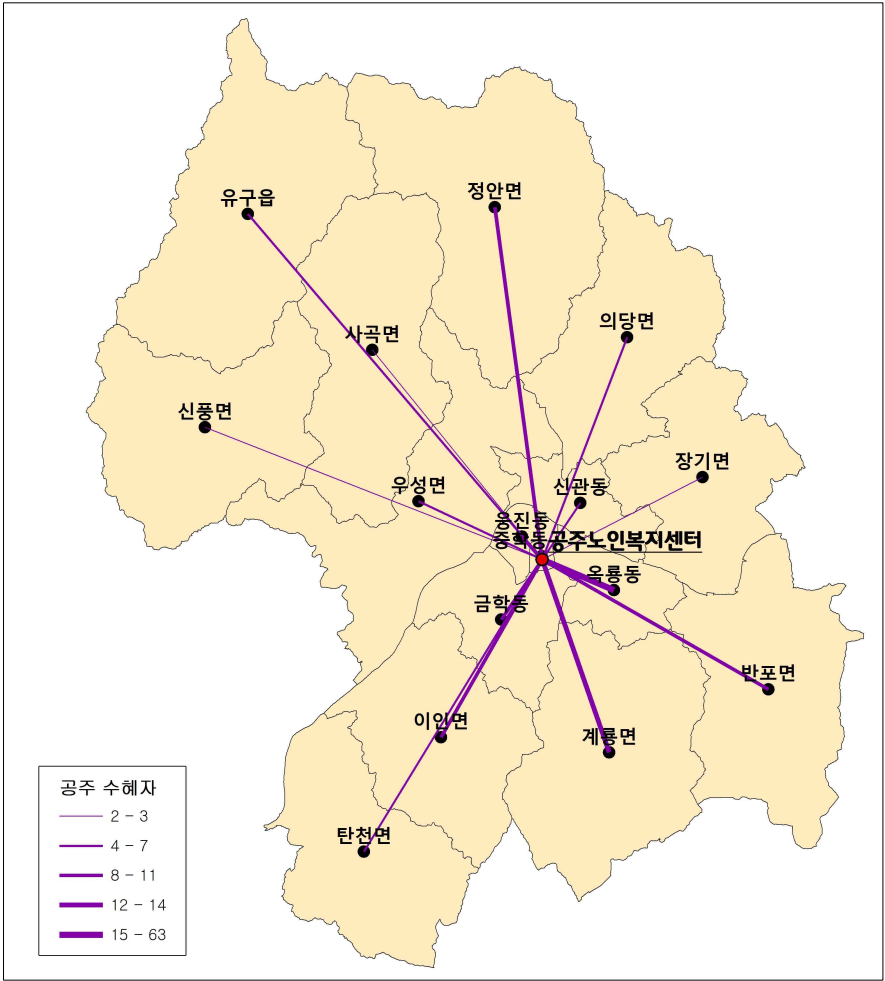 유구읍
정안면
사곡면
의당면
신풍면
장기면
우성면
신관동
웅진동
중학동
공주노인복지센터
옥룡동
금학동
반포면
이인면
계룡면
탄천면
공주 수혜자
2 - 3
4 - 7
8 - 11
12 - 14
15 - 63